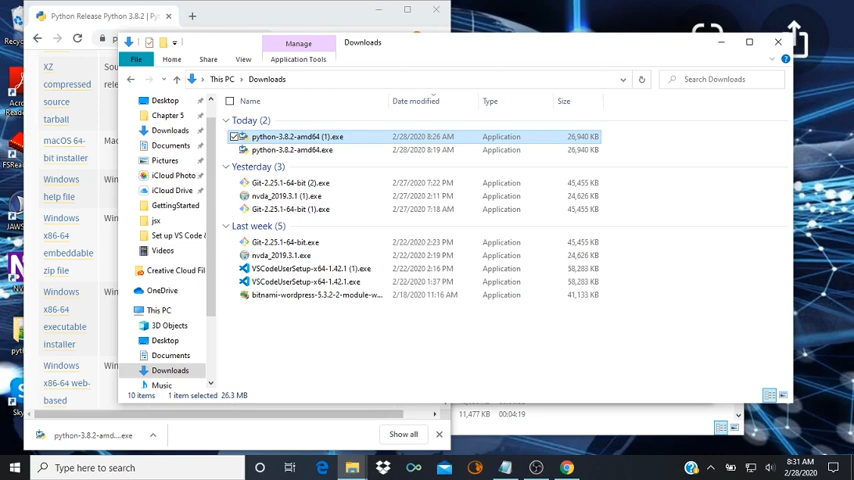 Python Release Python 3.8.2 | Py
XZ
compressed
source
tarball
macOS 64-
bit installer
Windows
help file
Windows
x86-64
embeddable
zip file
Windows
x86-64
executable
installer
Windows
x86-64 web-
based
Manage
Downloads
File
Home
Share
View
Application Tools
This PC
Downloads
Search Downloads
Desktop
Chapter 5
Downloads
Documents
Pictures
iCloud Photo
iCloud Drive
GettingStarted
jsx
Set up VS Code &
Videos
Creative Cloud Fil
OneDrive
This PC
3D Objects
Desktop
Documents
Downloads
Music
Name Date modified Type Size
Today (2)
python-3.8.2-amd64 (1).exe 2/28/2020 8:26 AM Application 26,940 KB
python-3.8.2-amd64.exe 2/28/2020 8:19 AM Application 26,940 KB
Yesterday (3)
Git-2.25.1-64-bit (2).exe 2/27/2020 7:22 PM Application 45,455 KB
nvda_2019.3.1 (1).exe 2/27/2020 2:11 PM Application 24,626 KB
Git-2.25.1-64-bit (1).exe 2/27/2020 7:18 AM Application 45,455 KB
Last week (5)
Git-2.25.1-64-bit.exe 2/22/2020 2:23 PM Application 45,455 KB
nvda_2019.3.1.exe 2/22/2020 2:19 PM Application 24,626 KB
VSCodeUserSetup-x64-1.42.1 (1).exe 2/22/2020 2:16 PM Application 58,283 KB
VSCodeUserSetup-x64-1.42.1.exe 2/22/2020 1:37 PM Application 58,283 KB
bitnami-wordpress-5.3.2-2-module-w... 2/18/2020 11:16 AM Application 41,133 KB
10 items 1 item selected 26.3 MB
11,477 KB 00:04:19
python-3.8.2-amd....exe
Show all
Type here to search
8:31 AM
2/28/2020